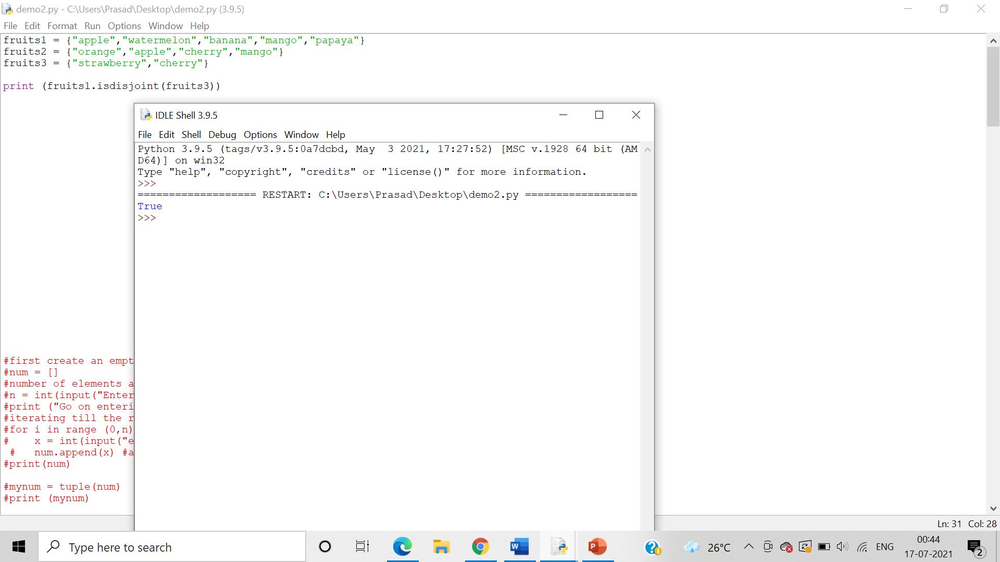 demo2.py - C:\Users\Prasad\Desktop\demo2.py (3.9.5)
File Edit Format Run Options Window Help
fruits1 = {"apple","watermelon","banana","mango","papaya"}
fruits2 = {"orange","apple","cherry","mango"}
fruits3 = {"strawberry","cherry"}
print (fruits1.isdisjoint(fruits3))
IDLE Shell 3.9.5
File Edit Shell Debug Options Window Help
Python 3.9.5 (tags/v3.9.5:0a7dcbd, May  3 2021, 17:27:52) [MSC v.1928 64 bit (AM
D64)] on win32
Type "help", "copyright", "credits" or "license()" for more information.
>>>
=================== RESTART: C:\Users\Prasad\Desktop\demo2.py ==================
True
>>>
#first create an empt
#num = []
#number of elements a
#n = int(input("Enter
#print ("Go on enteri
#iterating till the r
#for i in range (0,n)
#    x = int(input("e
 #   num.append(x) #a
#print(num)
#mynum = tuple(num)
#print (mynum)
Ln: 31 Col: 28
Type here to search
26°C
ENG
00:44
17-07-2021
2